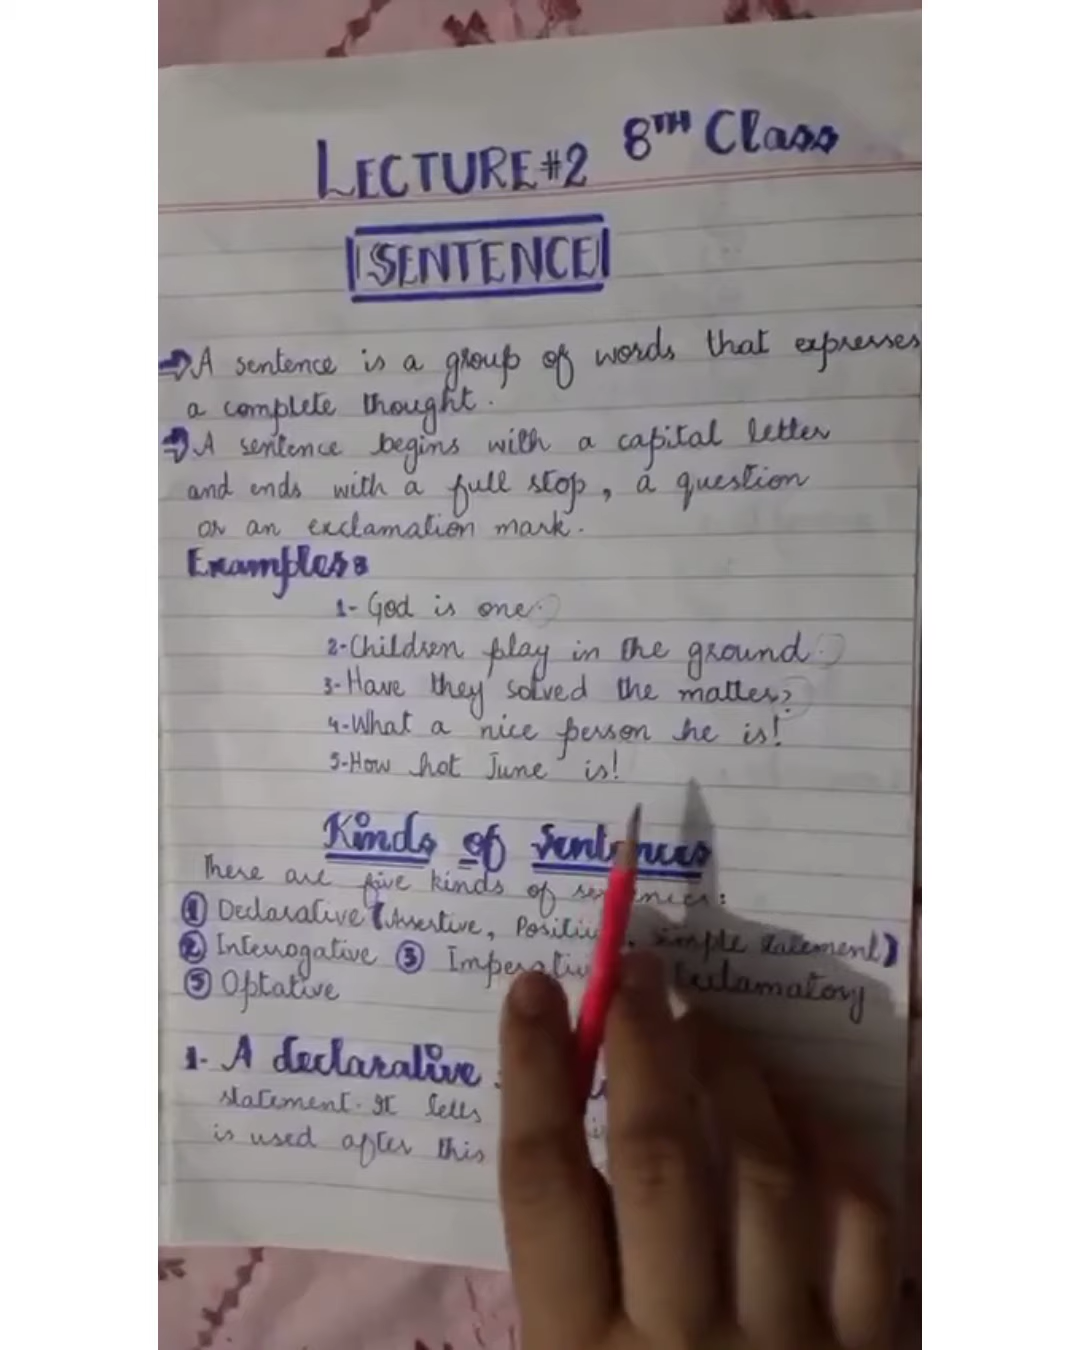 LECTURE#2 8TH Class
SENTENCE
A sentence is a group of words that expresses
a complete thought.
A sentence begins with a capital letter
and ends with a full stop, a question
or an exclamation mark.
Examples:
1- God is one.
2- Children play in the ground.
3- Have they solved the matter?
4- What a nice person he is!
5- How hot June is!
Kinds of Sentences
There are five kinds of
① Declarative (Assertive, simple statement)
② Interrogative ③
⑤ Optative
1. A declarative
statement. It tells
is used after this